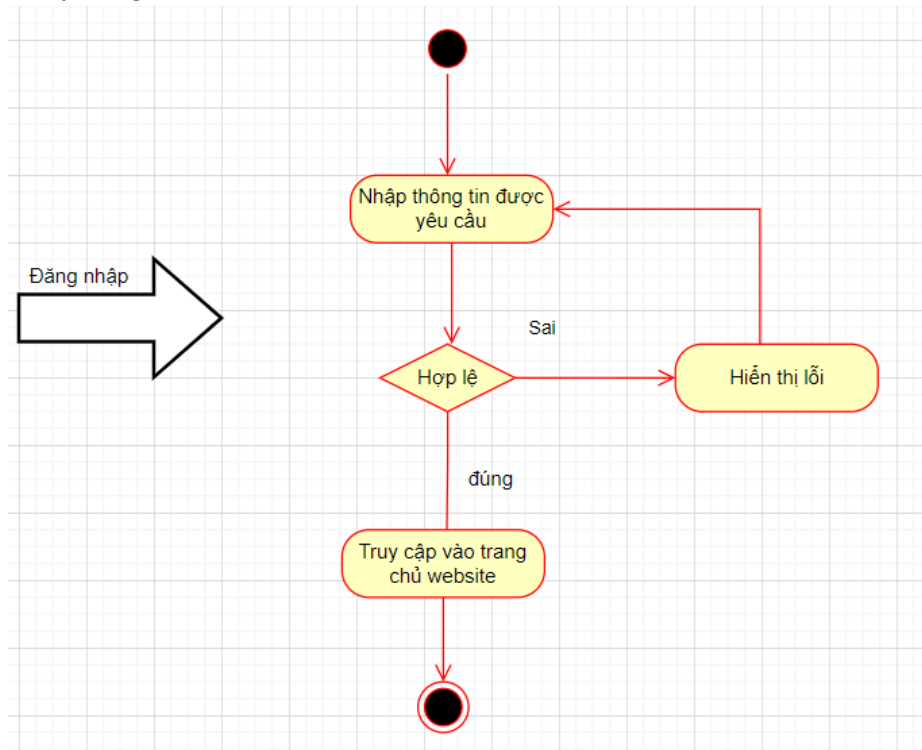 Nhập thông tin được
yêu cầu
Đăng nhập
Sai
Hợp lệ
Hiển thị lỗi
đúng
Truy cập vào trang
chủ website